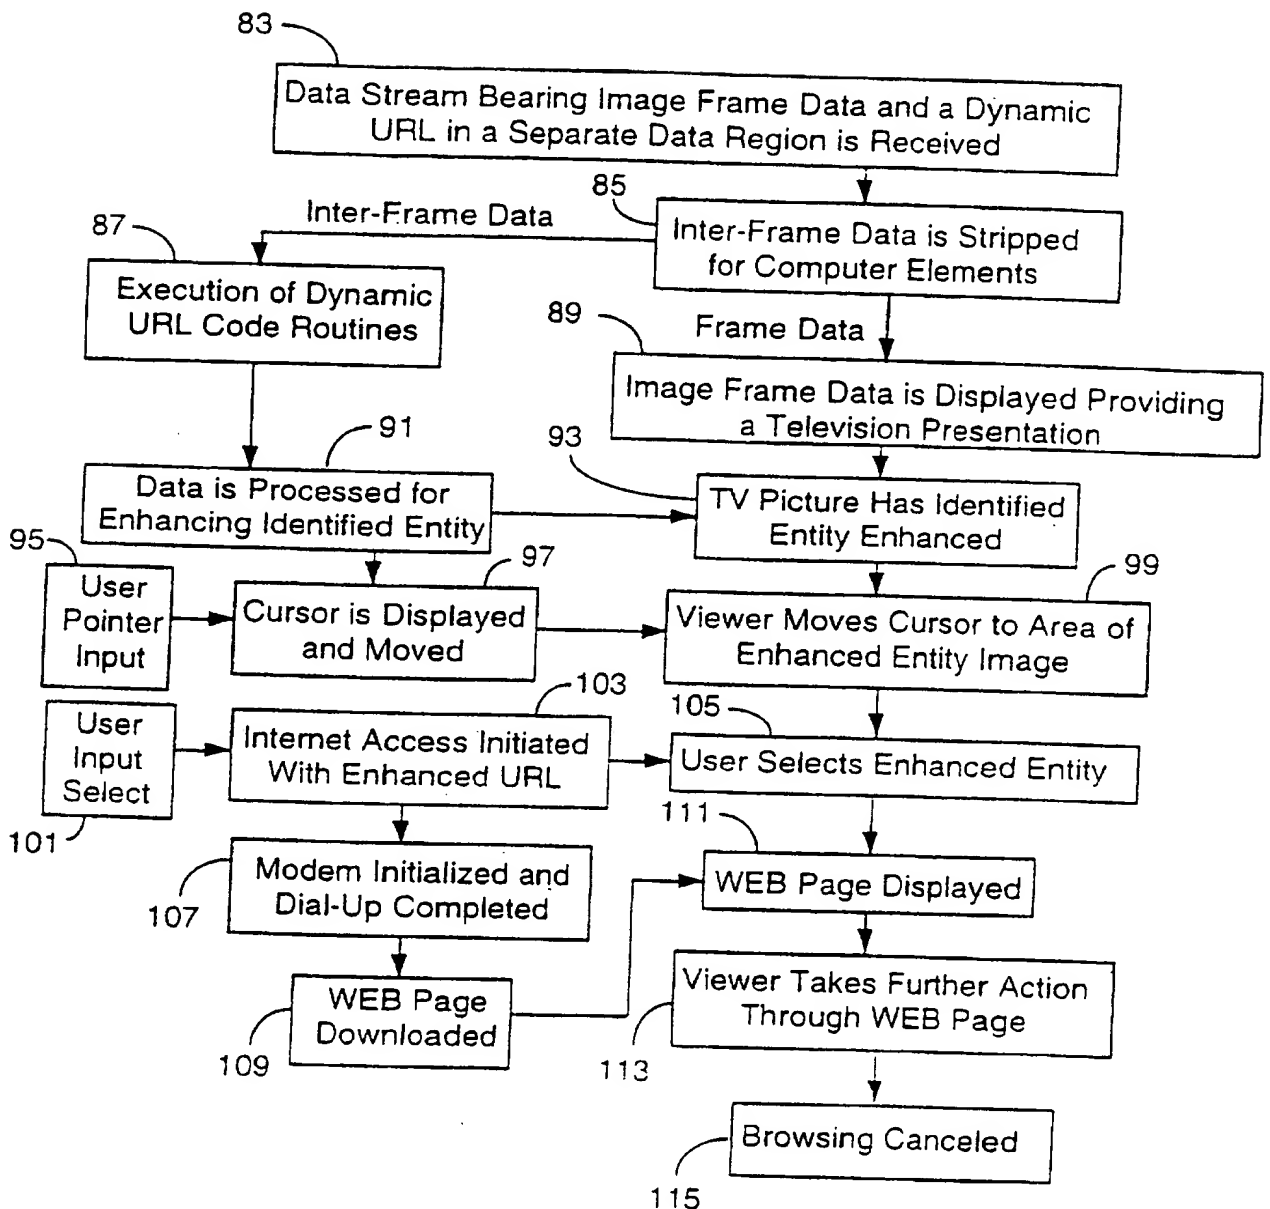 83
Data Stream Bearing Image Frame Data and a Dynamic
URL in a Separate Data Region is Received
85
Inter-Frame Data
87
Inter-Frame Data is Stripped
for Computer Elements
Execution of Dynamic
URL Code Routines
89
Frame Data
Image Frame Data is Displayed Providing
a Television Presentation
91
93
Data is Processed for
Enhancing Identified Entity
TV Picture Has Identified
Entity Enhanced
95
97
99
User
Pointer
Input
Cursor is Displayed
and Moved
Viewer Moves Cursor to Area of
Enhanced Entity Image
103
105
User
Input
Select
101
Internet Access Initiated
With Enhanced URL
User Selects Enhanced Entity
111
Modem Initialized and
Dial-Up Completed
107
WEB Page Displayed
WEB Page
Downloaded
109
Viewer Takes Further Action
Through WEB Page
113
Browsing Canceled
115